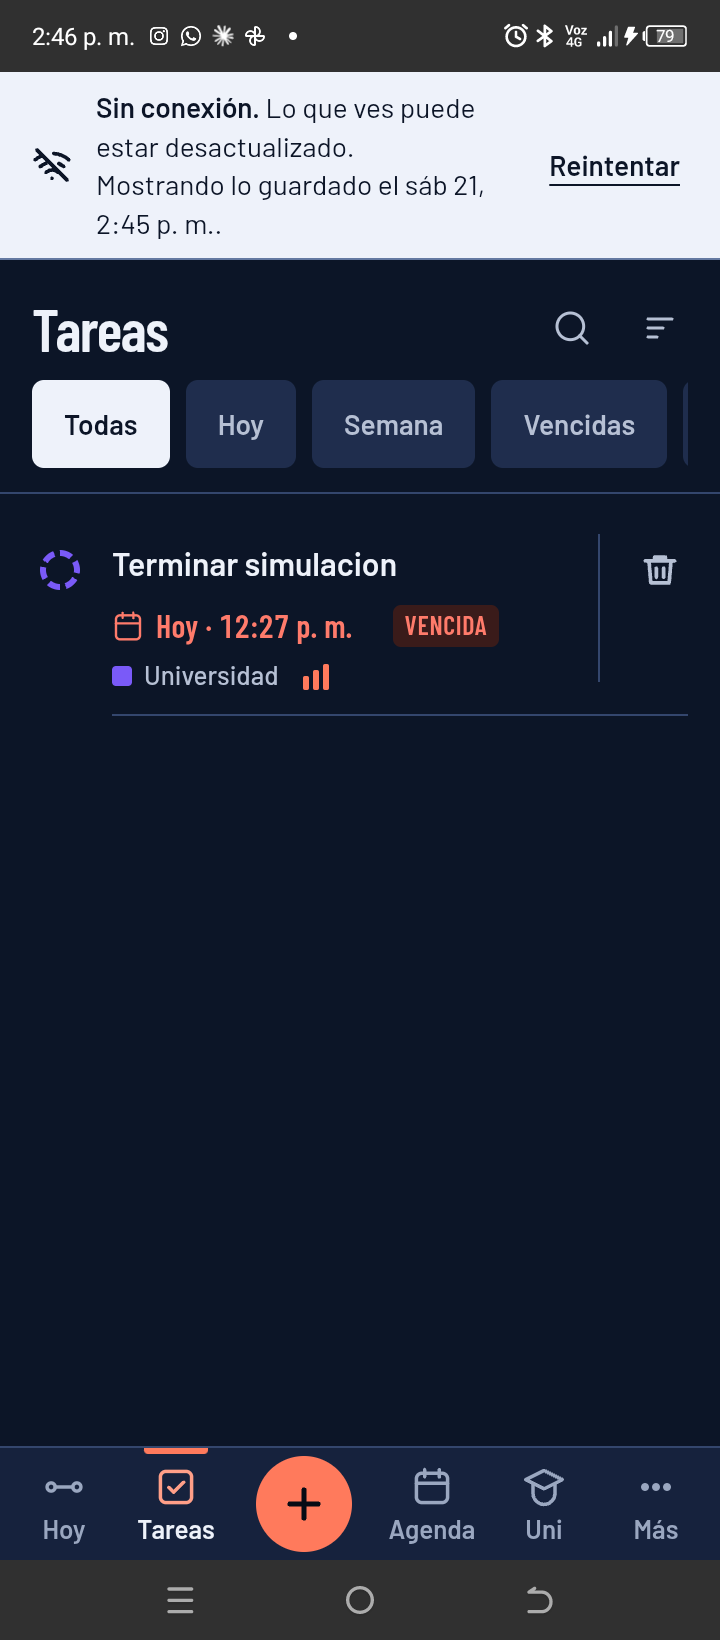 2:46 p. m.
Voz
4G
79
Sin conexión. Lo que ves puede
estar desactualizado.
Mostrando lo guardado el sáb 21,
2:45 p. m..
Reintentar
Tareas
Todas
Hoy
Semana
Vencidas
Terminar simulacion
Hoy · 12:27 p. m.
VENCIDA
Universidad
Hoy
Tareas
Agenda
Uni
Más